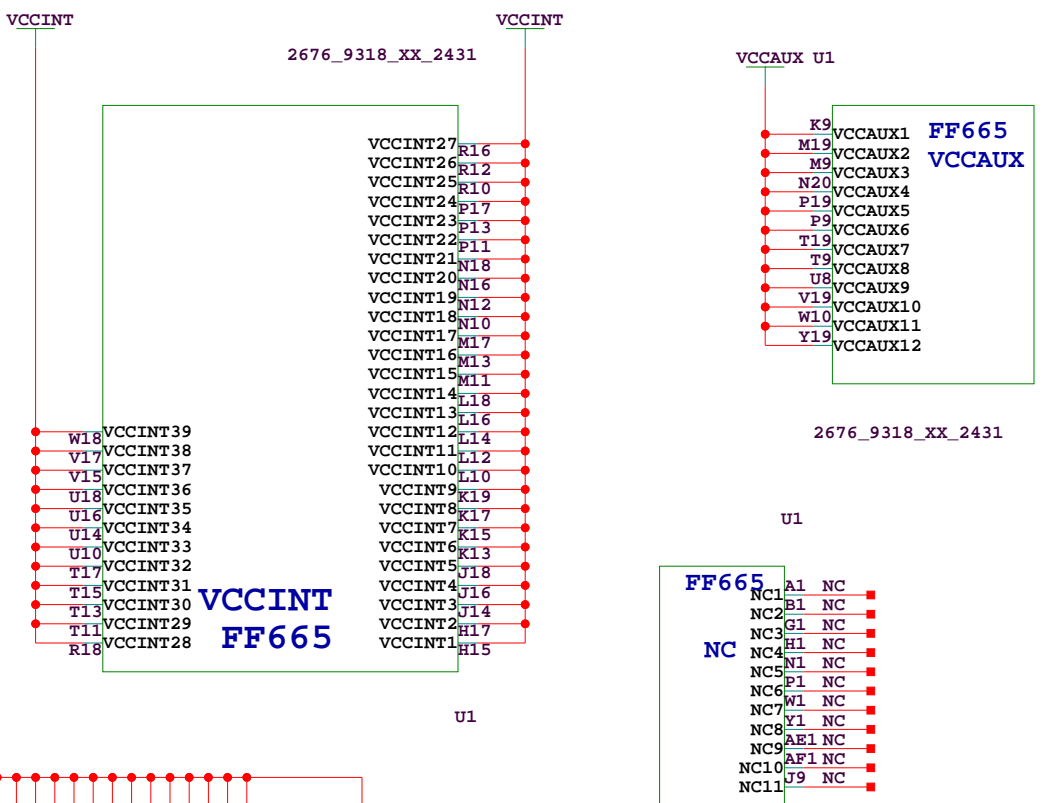 VCCINT
VCCINT
2676_9318_XX_2431
VCCINT27 R16
VCCINT26 R12
VCCINT25 R10
VCCINT24 P17
VCCINT23 P13
VCCINT22 P11
VCCINT21 N18
VCCINT20 N16
VCCINT19 N12
VCCINT18 N10
VCCINT17 M17
VCCINT16 M13
VCCINT15 M11
VCCINT14 L18
VCCINT13 L16
VCCINT12 L14
VCCINT11 L12
VCCINT10 L10
VCCINT9 K19
VCCINT8 K17
VCCINT7 K15
VCCINT6 K13
VCCINT5 J18
VCCINT4 J16
VCCINT3 J14
VCCINT2 H17
VCCINT1 H15
W18 VCCINT39
V17 VCCINT38
V15 VCCINT37
U18 VCCINT36
U16 VCCINT35
U14 VCCINT34
U10 VCCINT33
T17 VCCINT32
T15 VCCINT31
T13 VCCINT30
T11 VCCINT29
R18 VCCINT28
VCCINT
FF665
U1
VCCAUX U1
K9 VCCAUX1
M19 VCCAUX2
M9 VCCAUX3
N20 VCCAUX4
P19 VCCAUX5
P9 VCCAUX6
T19 VCCAUX7
T9 VCCAUX8
U8 VCCAUX9
V19 VCCAUX10
W10 VCCAUX11
Y19 VCCAUX12
FF665
VCCAUX
2676_9318_XX_2431
U1
FF665
NC
NC1 A1 NC
NC2 B1 NC
NC3 G1 NC
NC4 H1 NC
NC5 N1 NC
NC6 P1 NC
NC7 W1 NC
NC8 Y1 NC
NC9 AE1 NC
NC10 AF1 NC
NC11 J9 NC